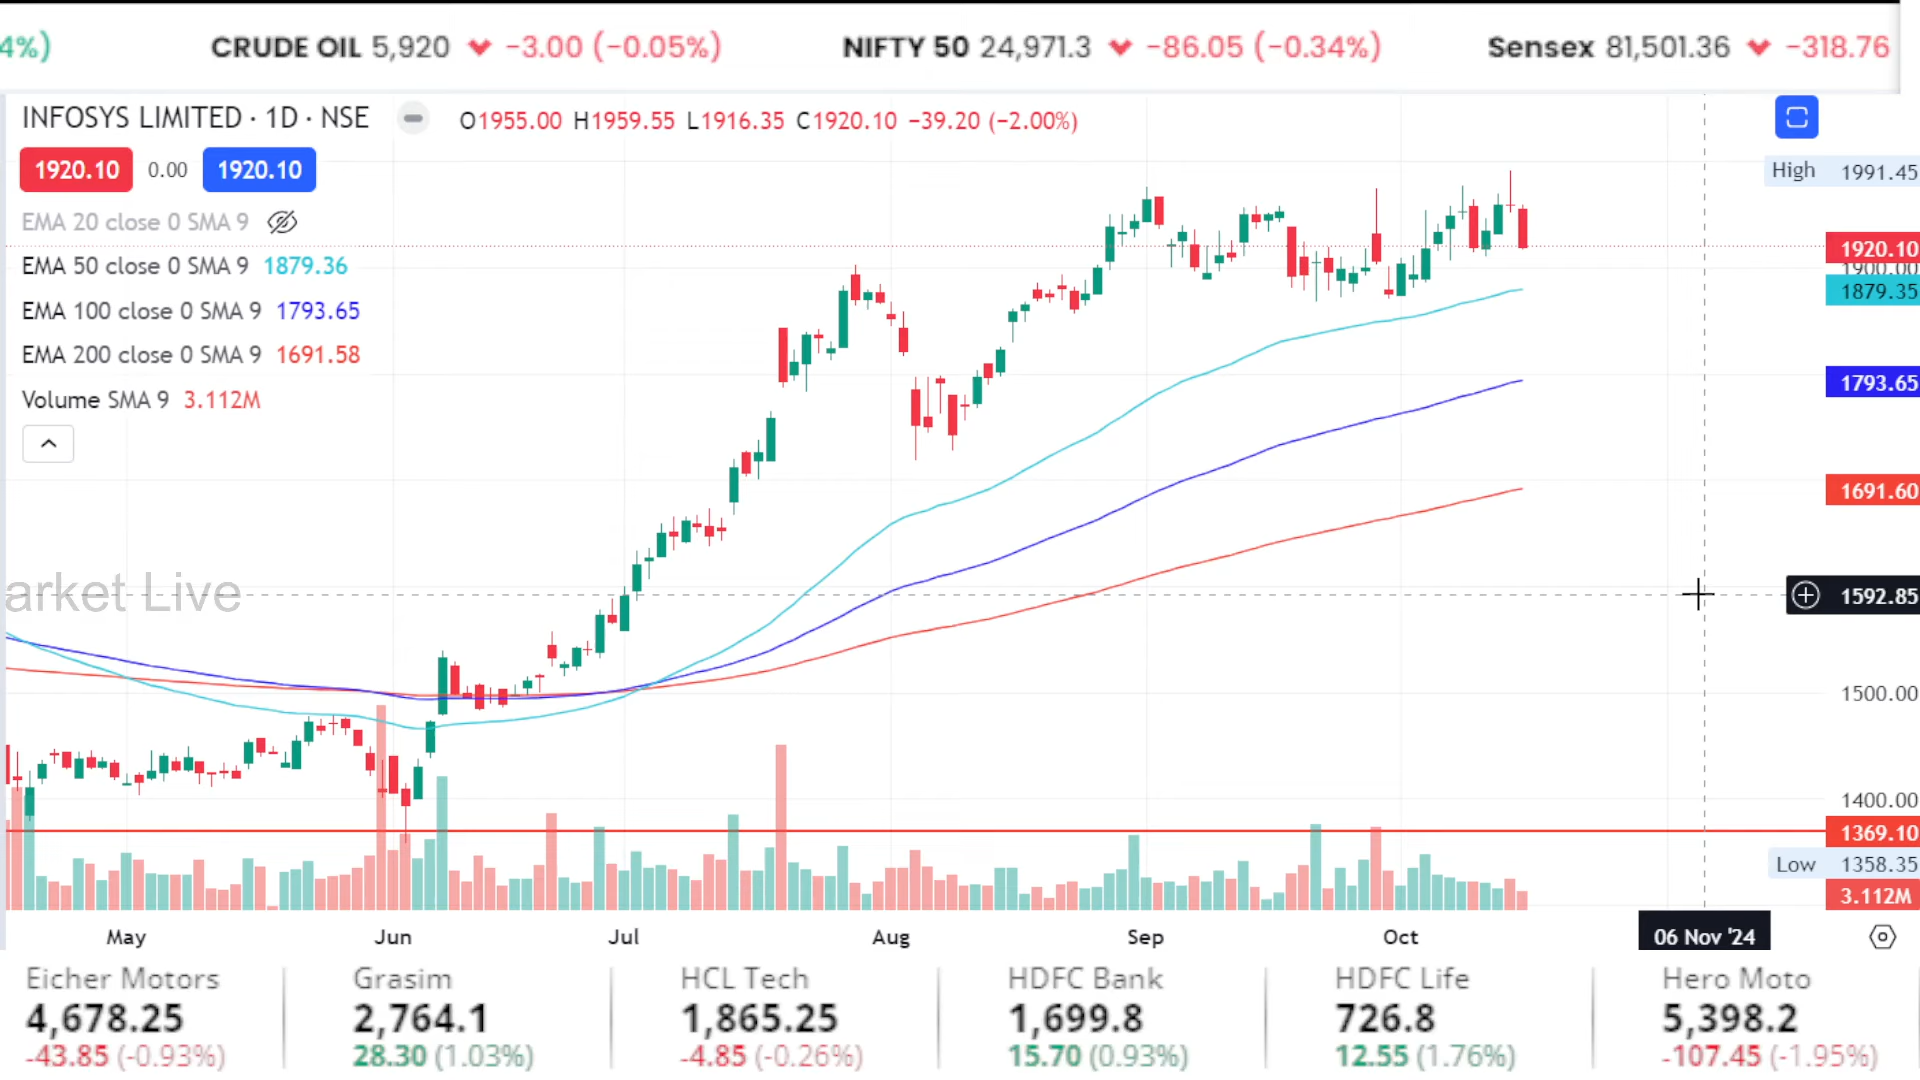 4%) CRUDE OIL 5,920 -3.00 (-0.05%) NIFTY 50 24,971.3 -86.05 (-0.34%) Sensex 81,501.36 -318.76
INFOSYS LIMITED · 1D · NSE O1955.00 H1959.55 L1916.35 C1920.10 −39.20 (−2.00%)
High 1991.45
1920.10 0.00 1920.10
EMA 20 close 0 SMA 9
1920.10
EMA 50 close 0 SMA 9 1879.36
1900.00
1879.35
EMA 100 close 0 SMA 9 1793.65
EMA 200 close 0 SMA 9 1691.58
1793.65
Volume SMA 9 3.112M
1691.60
arket Live
1592.85
1500.00
1400.00
1369.10
Low 1358.35
3.112M
May Jun Jul Aug Sep Oct 06 Nov '24
Eicher Motors Grasim HCL Tech HDFC Bank HDFC Life Hero Moto
4,678.25 2,764.1 1,865.25 1,699.8 726.8 5,398.2
-43.85 (-0.93%) 28.30 (1.03%) -4.85 (-0.26%) 15.70 (0.93%) 12.55 (1.76%) -107.45 (-1.95%)